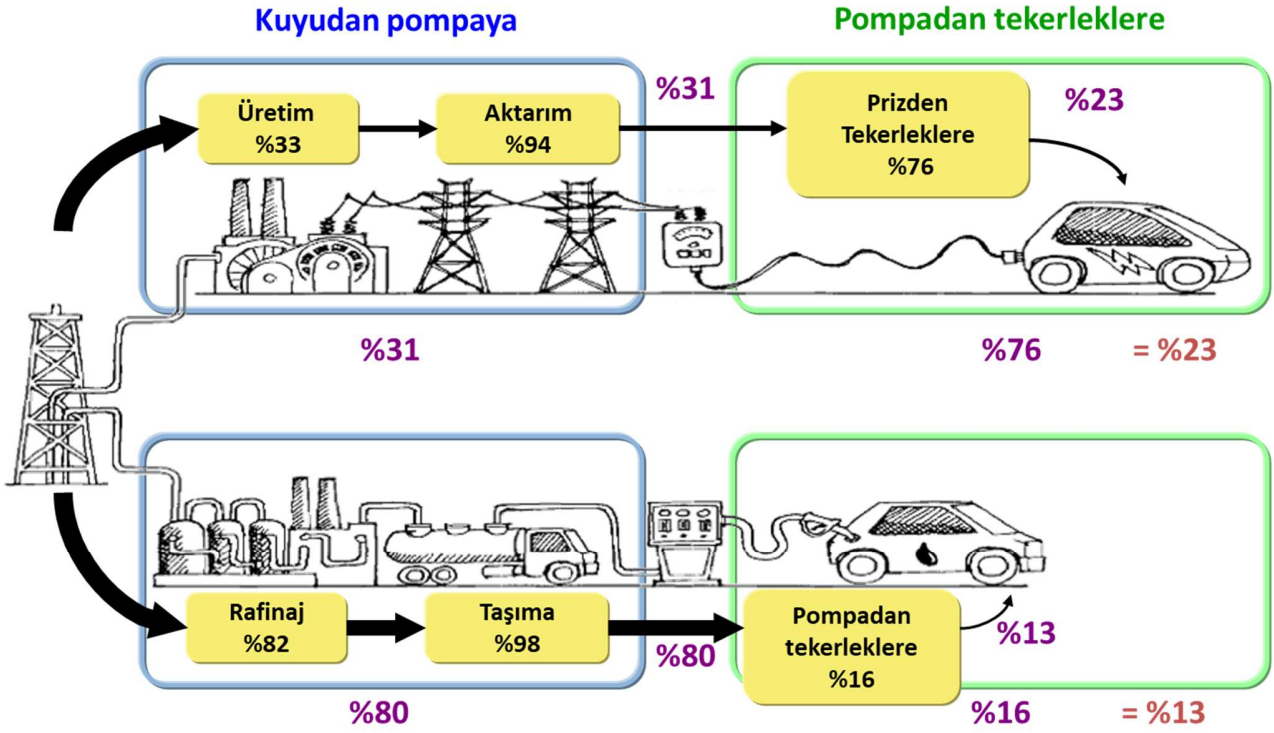 Kuyudan pompaya
Pompadan tekerleklere
Üretim
%33
Aktarım
%94
%31
Prizden
Tekerleklere
%76
%23
%31
%76
= %23
Rafinaj
%82
Taşıma
%98
%80
Pompadan
tekerleklere
%16
%13
%80
%16
= %13